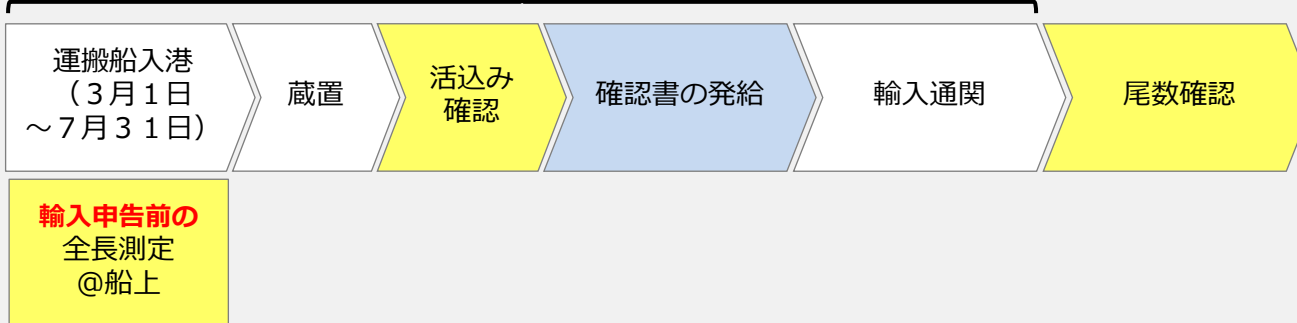 運搬船入港
（３月１日
～７月３１日）
蔵置
活込み
確認
確認書の発給
輸入通関
尾数確認
輸入申告前の
全長測定
@船上